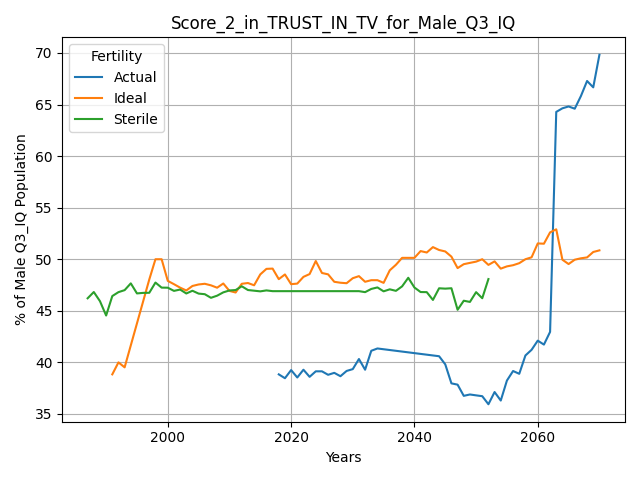 Score_2_in_TRUST_IN_TV_for_Male_Q3_IQ
Fertility
Actual
Ideal
Sterile
% of Male Q3_IQ Population
70
65
60
55
50
45
40
35
2000
2020
2040
2060
Years